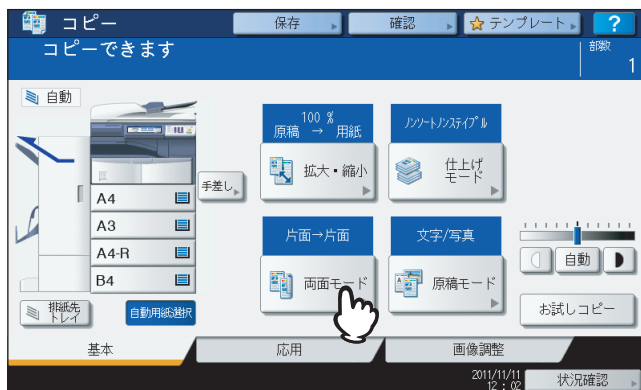 コピー
保存
確認
テンプレート
?
コピーできます
部数
1
自動
100 %
原稿 → 用紙
ノンソートノンステイプル
拡大・縮小
仕上げ
モード
手差し
A4
A3
A4-R
B4
片面→片面
文字/写真
両面モード
原稿モード
自動
排紙先
トレイ
自動用紙選択
お試しコピー
基本
応用
画像調整
2011/11/11
12:02
状況確認